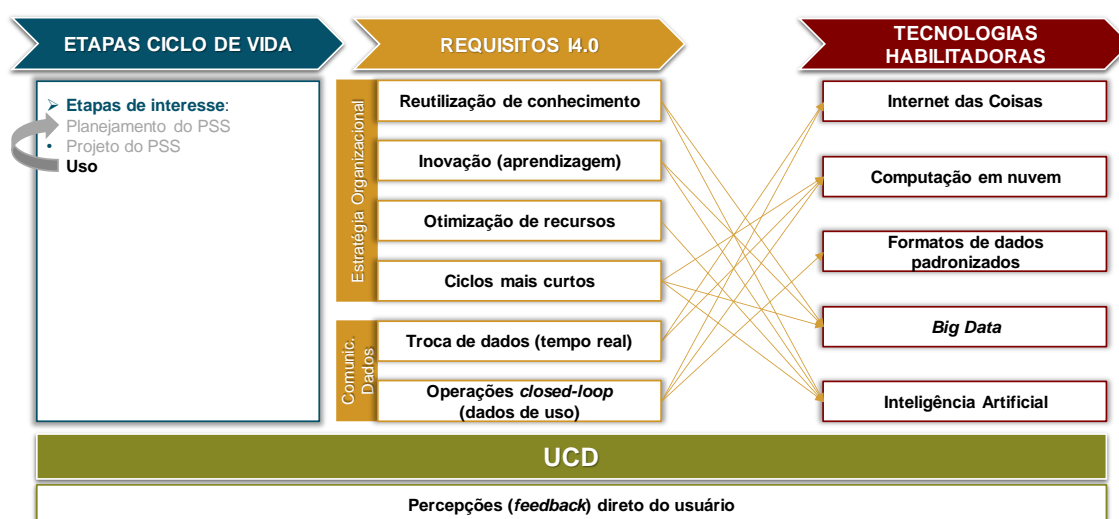 ETAPAS CICLO DE VIDA
REQUISITOS I4.0
TECNOLOGIAS
HABILITADORAS
➢ Etapas de interesse:
Planejamento do PSS
• Projeto do PSS
Uso
Estratégia Organizacional
Reutilização de conhecimento
Inovação (aprendizagem)
Otimização de recursos
Ciclos mais curtos
Comunic.
Dados
Troca de dados (tempo real)
Operações closed-loop
(dados de uso)
Internet das Coisas
Computação em nuvem
Formatos de dados
padronizados
Big Data
Inteligência Artificial
UCD
Percepções (feedback) direto do usuário